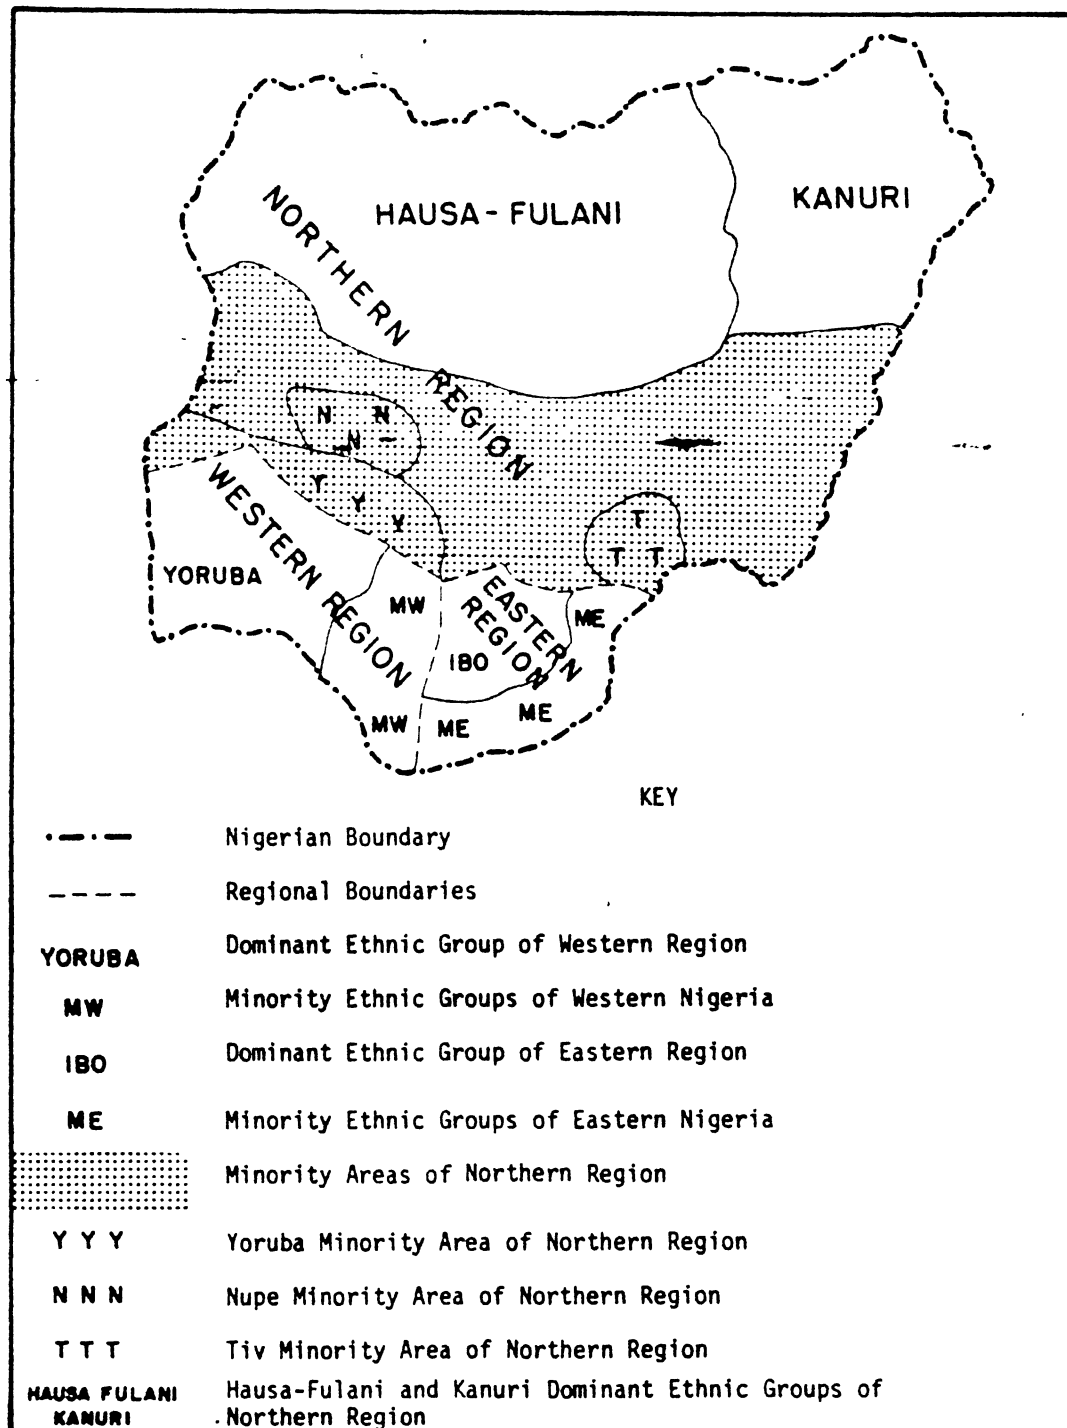 HAUSA - FULANI
KANURI
NORTHERN REGION
N N
N
Y Y Y
WESTERN REGION
T
T T
YORUBA
MW
EASTERN
REGION
ME
IBO
MW
ME
ME
KEY
Nigerian Boundary
Regional Boundaries
YORUBA Dominant Ethnic Group of Western Region
MW Minority Ethnic Groups of Western Nigeria
IBO Dominant Ethnic Group of Eastern Region
ME Minority Ethnic Groups of Eastern Nigeria
Minority Areas of Northern Region
Y Y Y Yoruba Minority Area of Northern Region
N N N Nupe Minority Area of Northern Region
T T T Tiv Minority Area of Northern Region
HAUSA FULANI Hausa-Fulani and Kanuri Dominant Ethnic Groups of
KANURI Northern Region